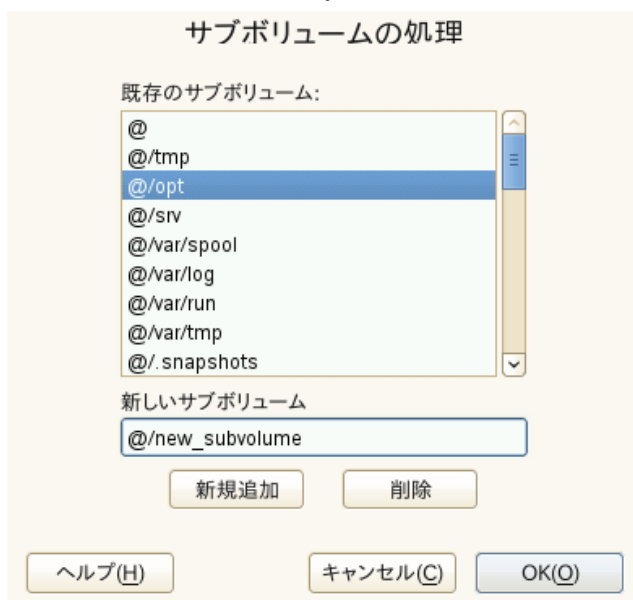 サブボリュームの処理
既存のサブボリューム:
@
@/tmp
@/opt
@/srv
@/var/spool
@/var/log
@/var/run
@/var/tmp
@/.snapshots
新しいサブボリューム
@/new_subvolume
新規追加 削除
ヘルプ(H) キャンセル(C) OK(O)